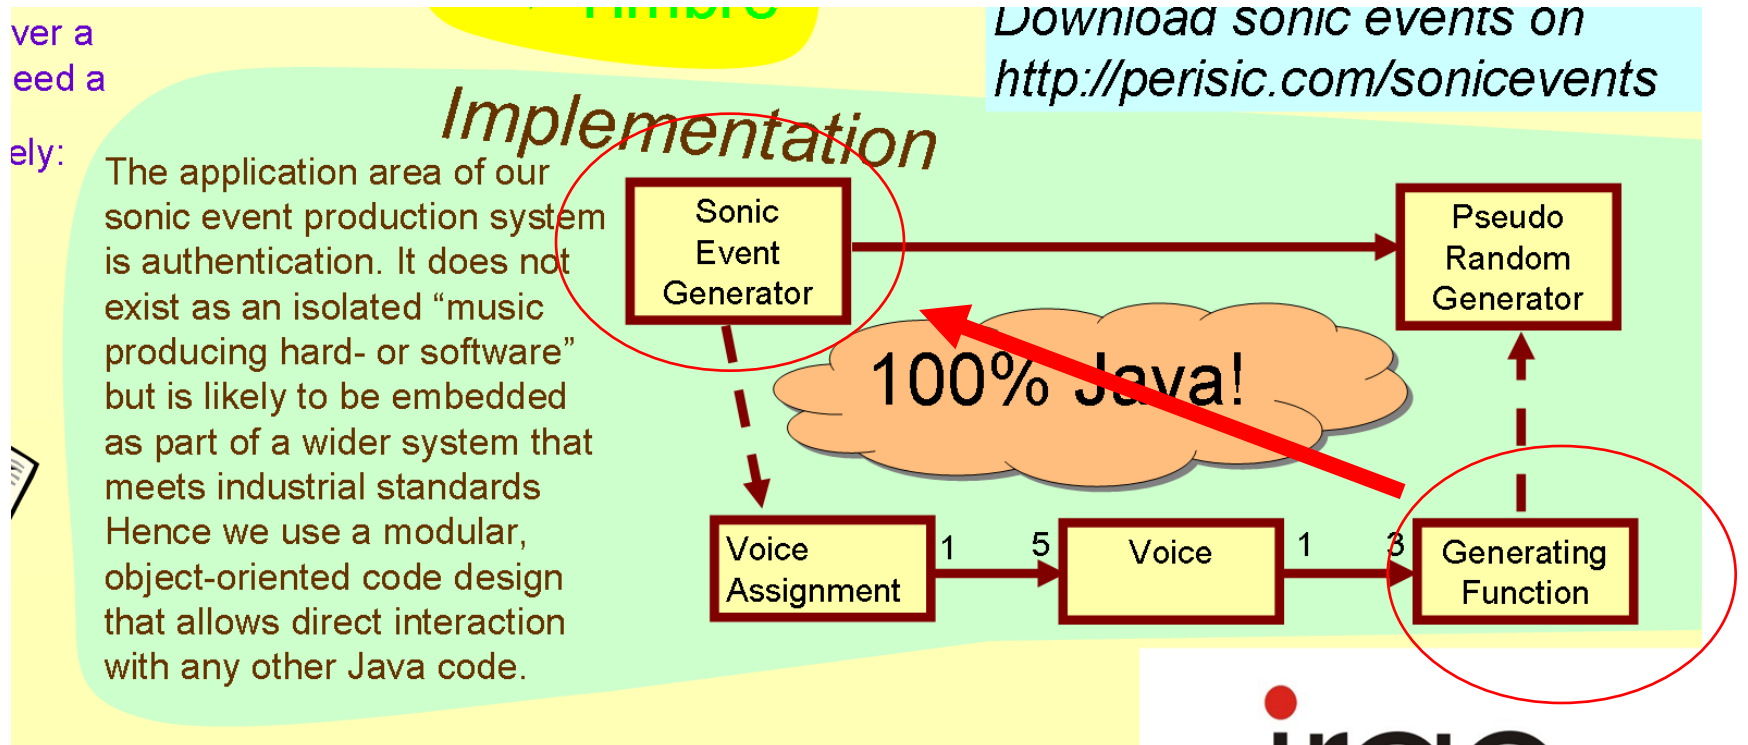 ver a
eed a
ely:
Timbre
Download sonic events on
http://perisic.com/sonicevents
Implementation
The application area of our
sonic event production system
is authentication. It does not
exist as an isolated “music
producing hard- or software”
but is likely to be embedded
as part of a wider system that
meets industrial standards
Hence we use a modular,
object-oriented code design
that allows direct interaction
with any other Java code.
Sonic
Event
Generator
Pseudo
Random
Generator
100% Java!
Voice
Assignment
1 5
Voice
1 3
Generating
Function